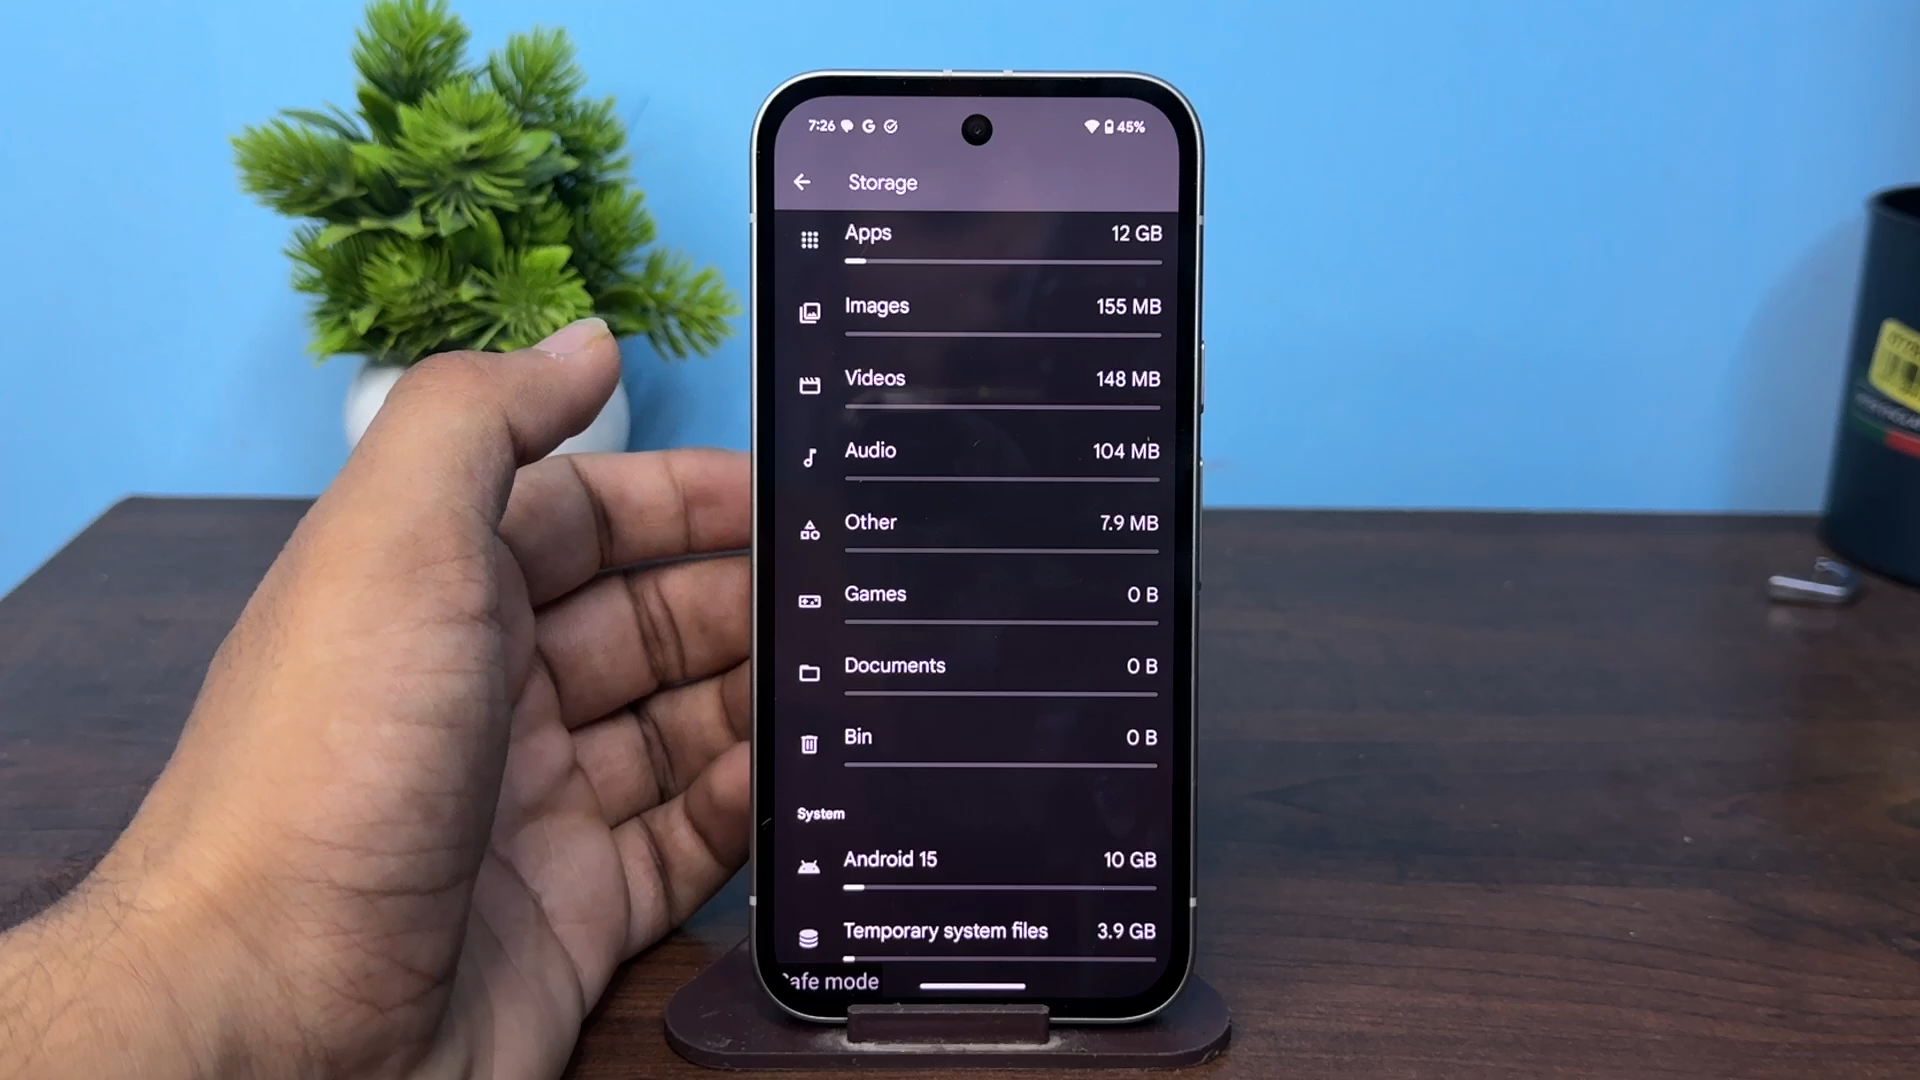 7:26 G 45%
Storage
Apps 12 GB
Images 155 MB
Videos 148 MB
Audio 104 MB
Other 7.9 MB
Games 0 B
Documents 0 B
Bin 0 B
System
Android 15 10 GB
Temporary system files 3.9 GB
afe mode